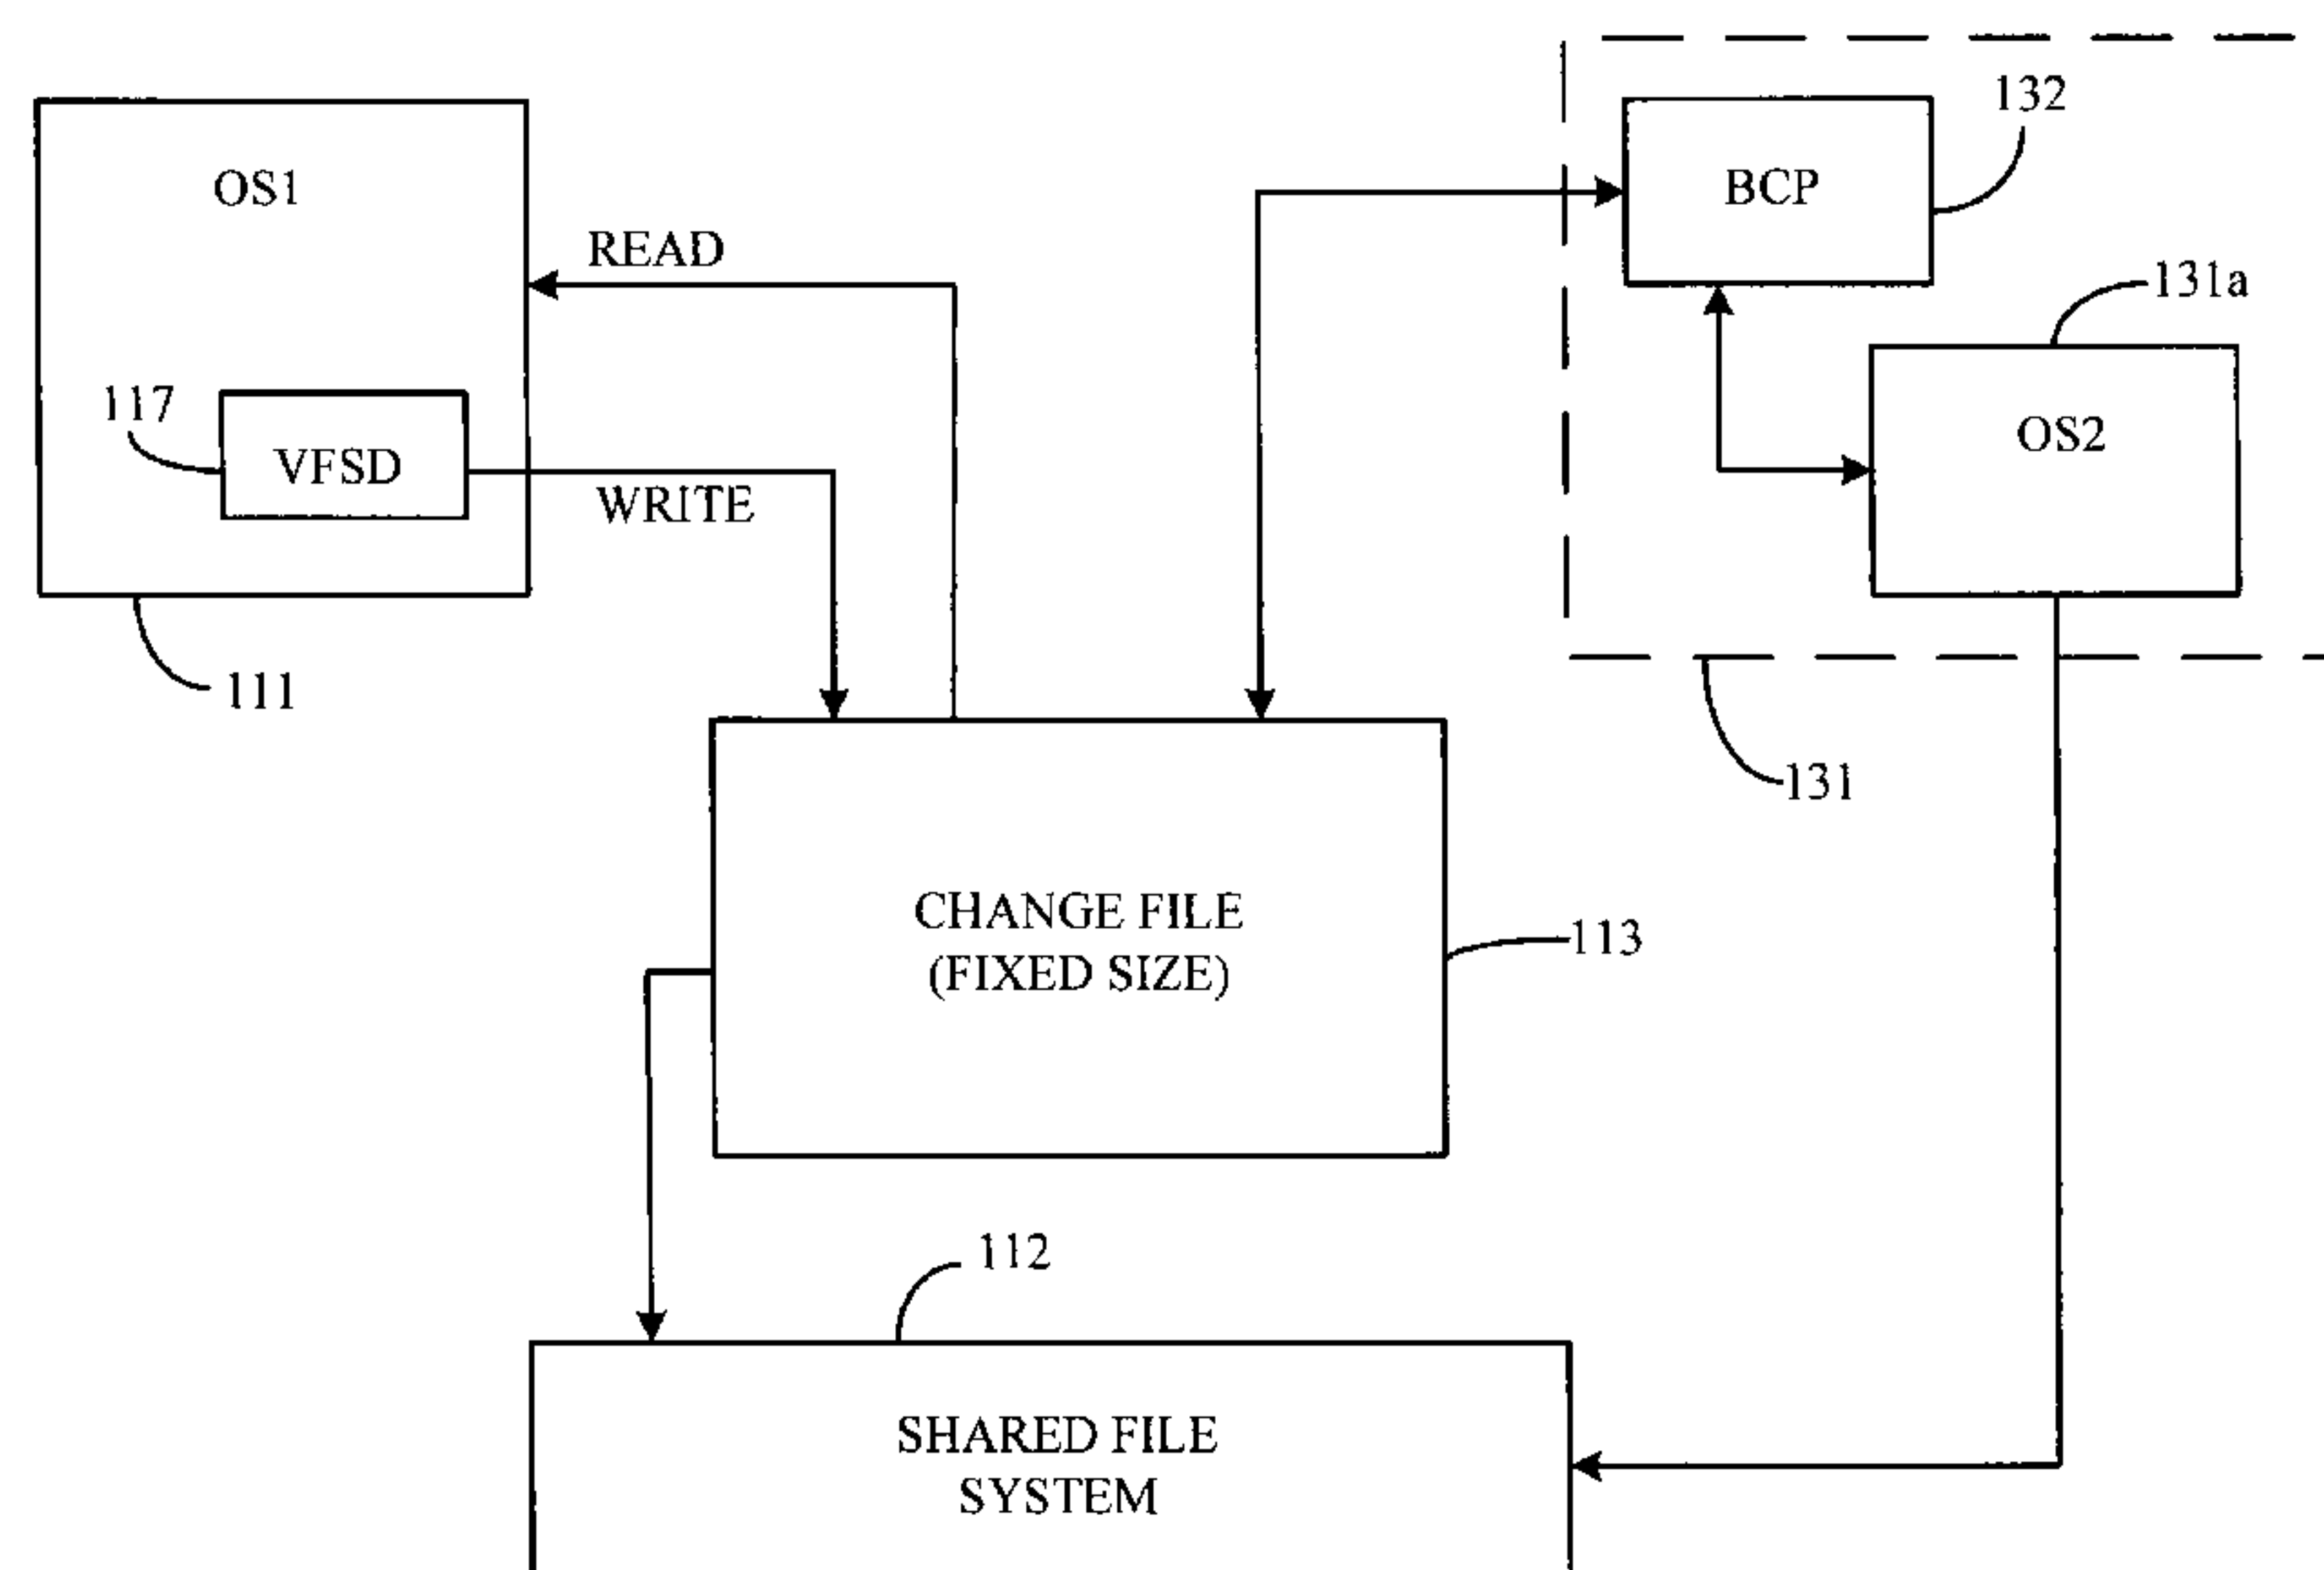 132
OS1
BCP
READ
131a
117
VFSD
OS2
WRITE
111
131
CHANGE FILE
(FIXED SIZE)
113
112
SHARED FILE
SYSTEM